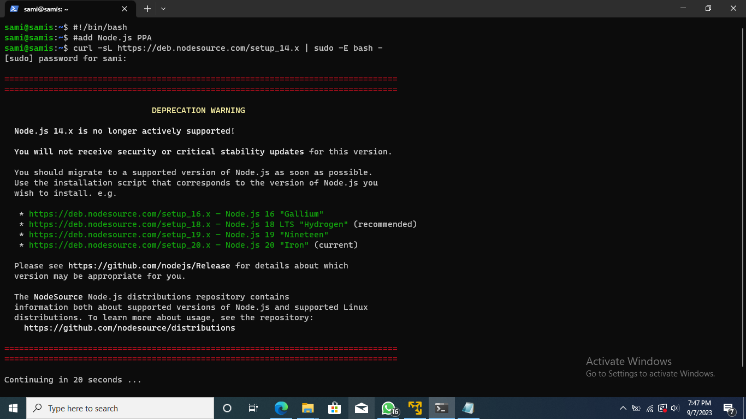 sami@samis: ~
sami@samis:~$ #!/bin/bash
sami@samis:~$ #add Node.js PPA
sami@samis:~$ curl -sL https://deb.nodesource.com/setup_14.x | sudo -E bash -
[sudo] password for sami:
================================================================================
================================================================================
DEPRECATION WARNING
Node.js 14.x is no longer actively supported!
You will not receive security or critical stability updates for this version.
You should migrate to a supported version of Node.js as soon as possible.
Use the installation script that corresponds to the version of Node.js you
wish to install. e.g.
* https://deb.nodesource.com/setup_16.x — Node.js 16 "Gallium"
* https://deb.nodesource.com/setup_18.x — Node.js 18 LTS "Hydrogen" (recommended)
* https://deb.nodesource.com/setup_19.x — Node.js 19 "Nineteen"
* https://deb.nodesource.com/setup_20.x — Node.js 20 "Iron" (current)
Please see https://github.com/nodejs/Release for details about which
version may be appropriate for you.
The NodeSource Node.js distributions repository contains
information both about supported versions of Node.js and supported Linux
distributions. To learn more about usage, see the repository:
https://github.com/nodesource/distributions
================================================================================
================================================================================
Continuing in 20 seconds ...
Activate Windows
Go to Settings to activate Windows.
Type here to search
16
7:47 PM
9/7/2023
7